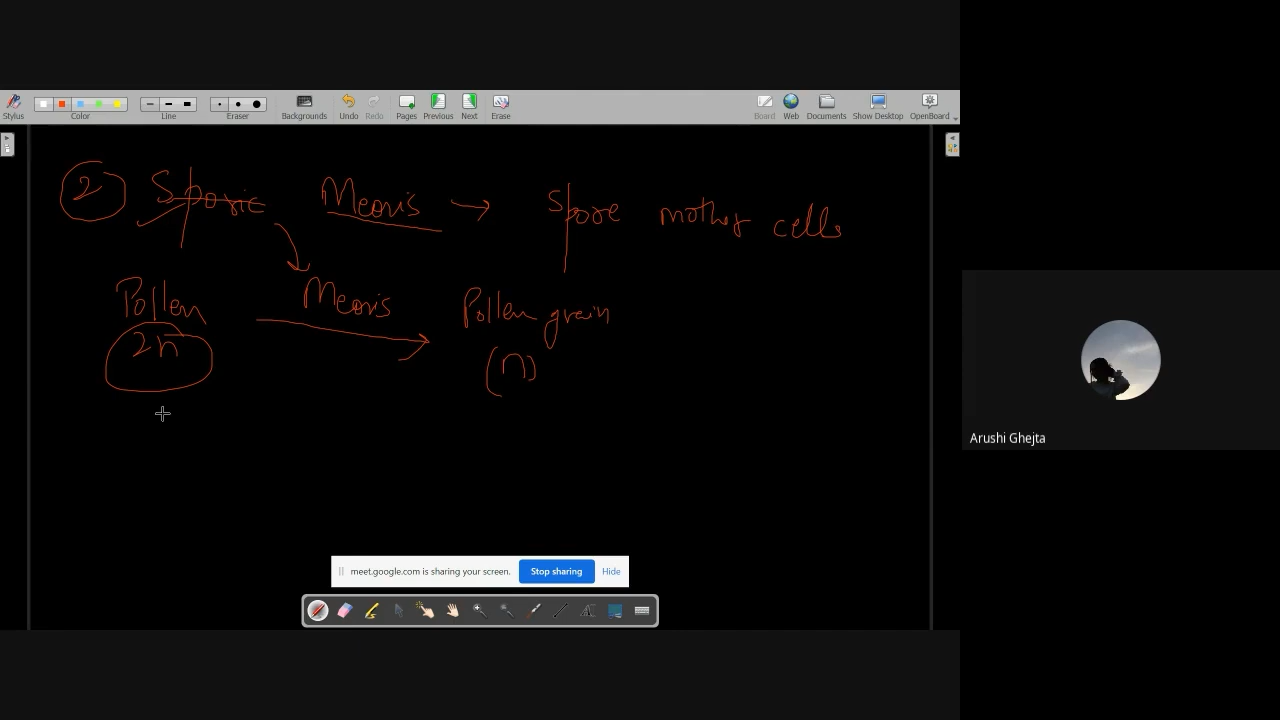 Stylus Color Line Eraser Backgrounds Undo Redo Pages Previous Next Erase Board Web Documents Show Desktop OpenBoard
2 Sporic Meoris → Spore mother cells
Pollen Meoris Pollen grain
2n (n)
Arushi Ghejta
meet.google.com is sharing your screen. Stop sharing Hide